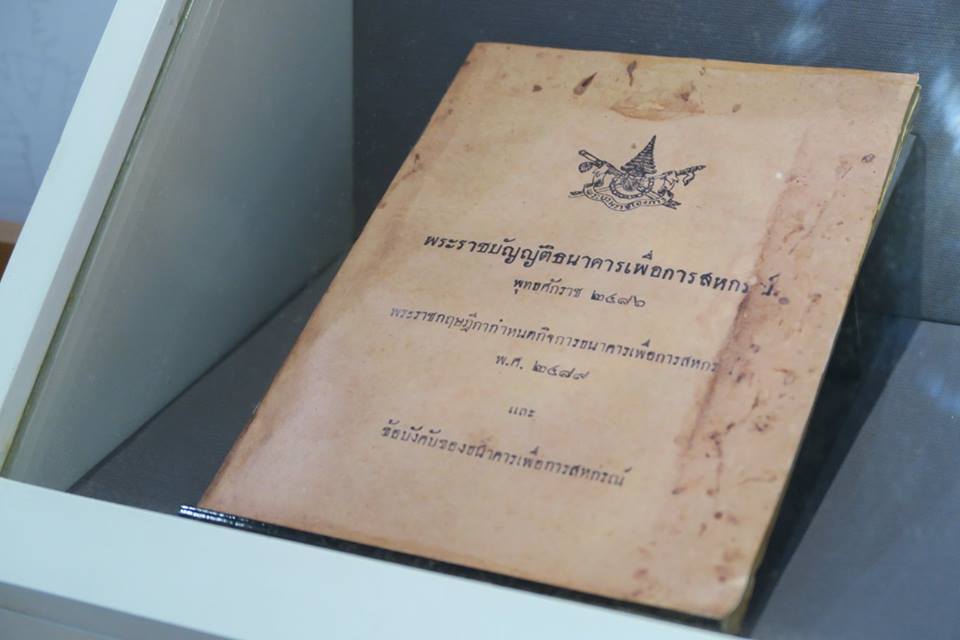 พระราชบัญญัติธนาคารเพื่อการสหกรณ์
พุทธศักราช ๒๔๘๖
พระราชกฤษฎีกากำหนดกิจการธนาคารเพื่อการสหกร
พ.ศ. ๒๔๘๙
และ
ข้อบังคับของธนาคารเพื่อการสหกรณ์